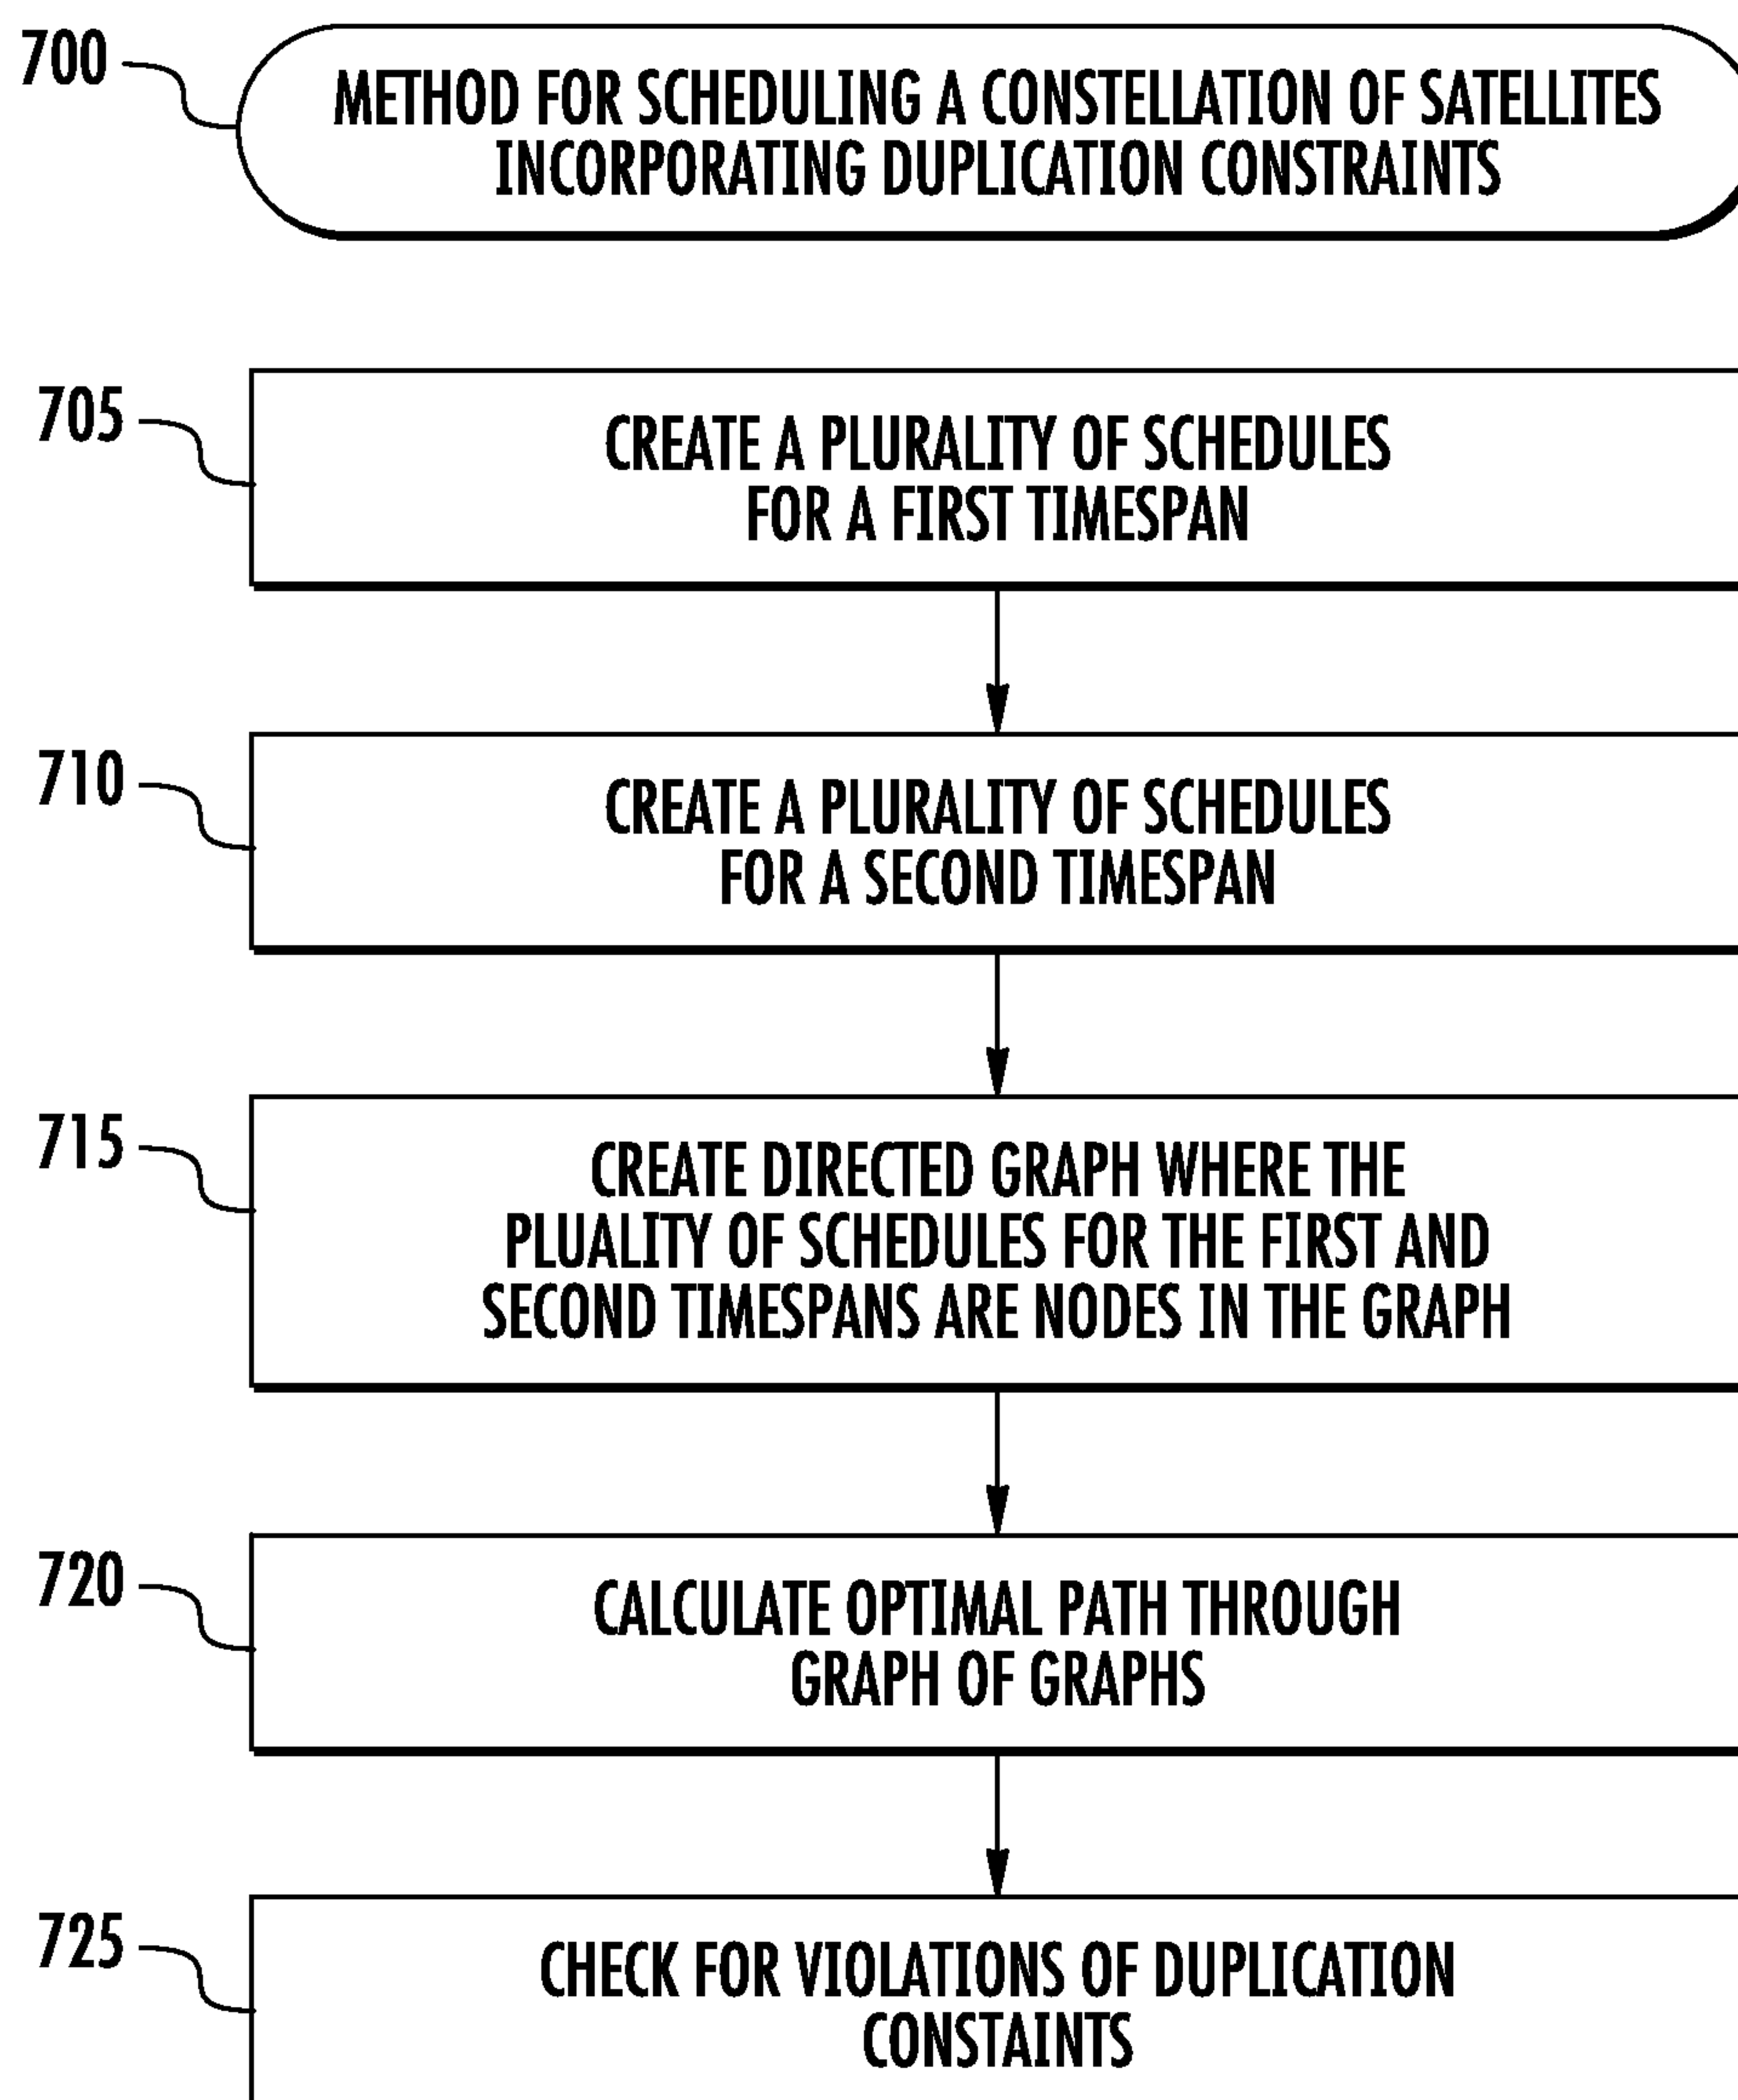 700
METHOD FOR SCHEDULING A CONSTELLATION OF SATELLITES
INCORPORATING DUPLICATION CONSTRAINTS
705
CREATE A PLURALITY OF SCHEDULES
FOR A FIRST TIMESPAN
710
CREATE A PLURALITY OF SCHEDULES
FOR A SECOND TIMESPAN
715
CREATE DIRECTED GRAPH WHERE THE
PLUALITY OF SCHEDULES FOR THE FIRST AND
SECOND TIMESPANS ARE NODES IN THE GRAPH
720
CALCULATE OPTIMAL PATH THROUGH
GRAPH OF GRAPHS
725
CHECK FOR VIOLATIONS OF DUPLICATION
CONSTAINTS